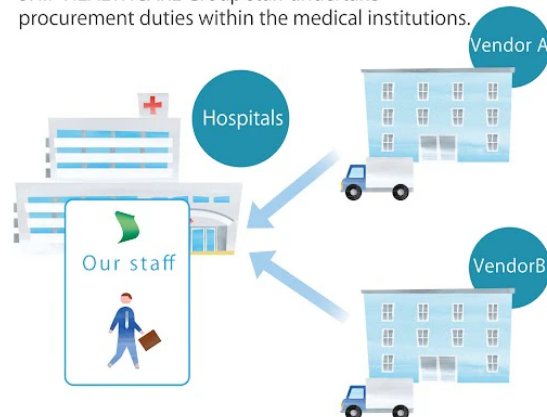 procurement duties within the medical institutions.
Vendor A
Hospitals
Our staff
VendorB